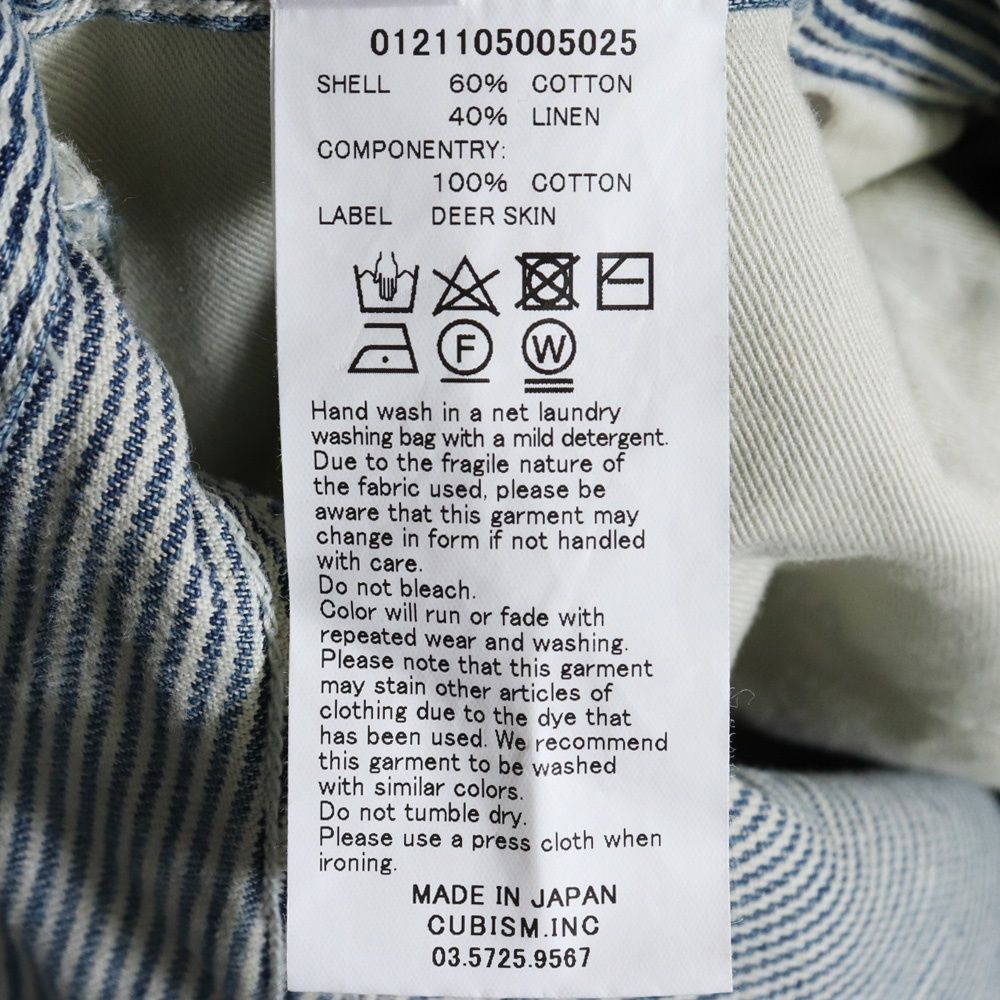 0121105005025
SHELL 60% COTTON
40% LINEN
COMPONENTRY:
100% COTTON
LABEL DEER SKIN
F W
Hand wash in a net laundry
washing bag with a mild detergent.
Due to the fragile nature of
the fabric used, please be
aware that this garment may
change in form if not handled
with care.
Do not bleach.
Color will run or fade with
repeated wear and washing.
Please note that this garment
may stain other articles of
clothing due to the dye that
has been used. We recommend
this garment to be washed
with similar colors.
Do not tumble dry.
Please use a press cloth when
ironing.
MADE IN JAPAN
CUBISM.INC
03.5725.9567